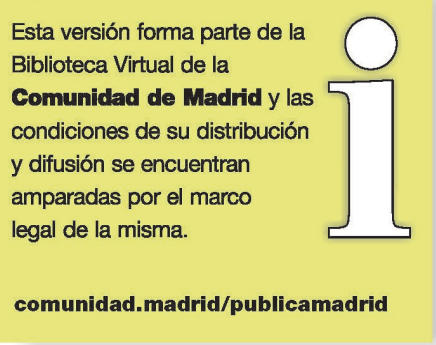 Esta versión forma parte de la
Biblioteca Virtual de la
Comunidad de Madrid y las
condiciones de su distribución
y difusión se encuentran
amparadas por el marco
legal de la misma.
i
comunidad.madrid/publicamadrid